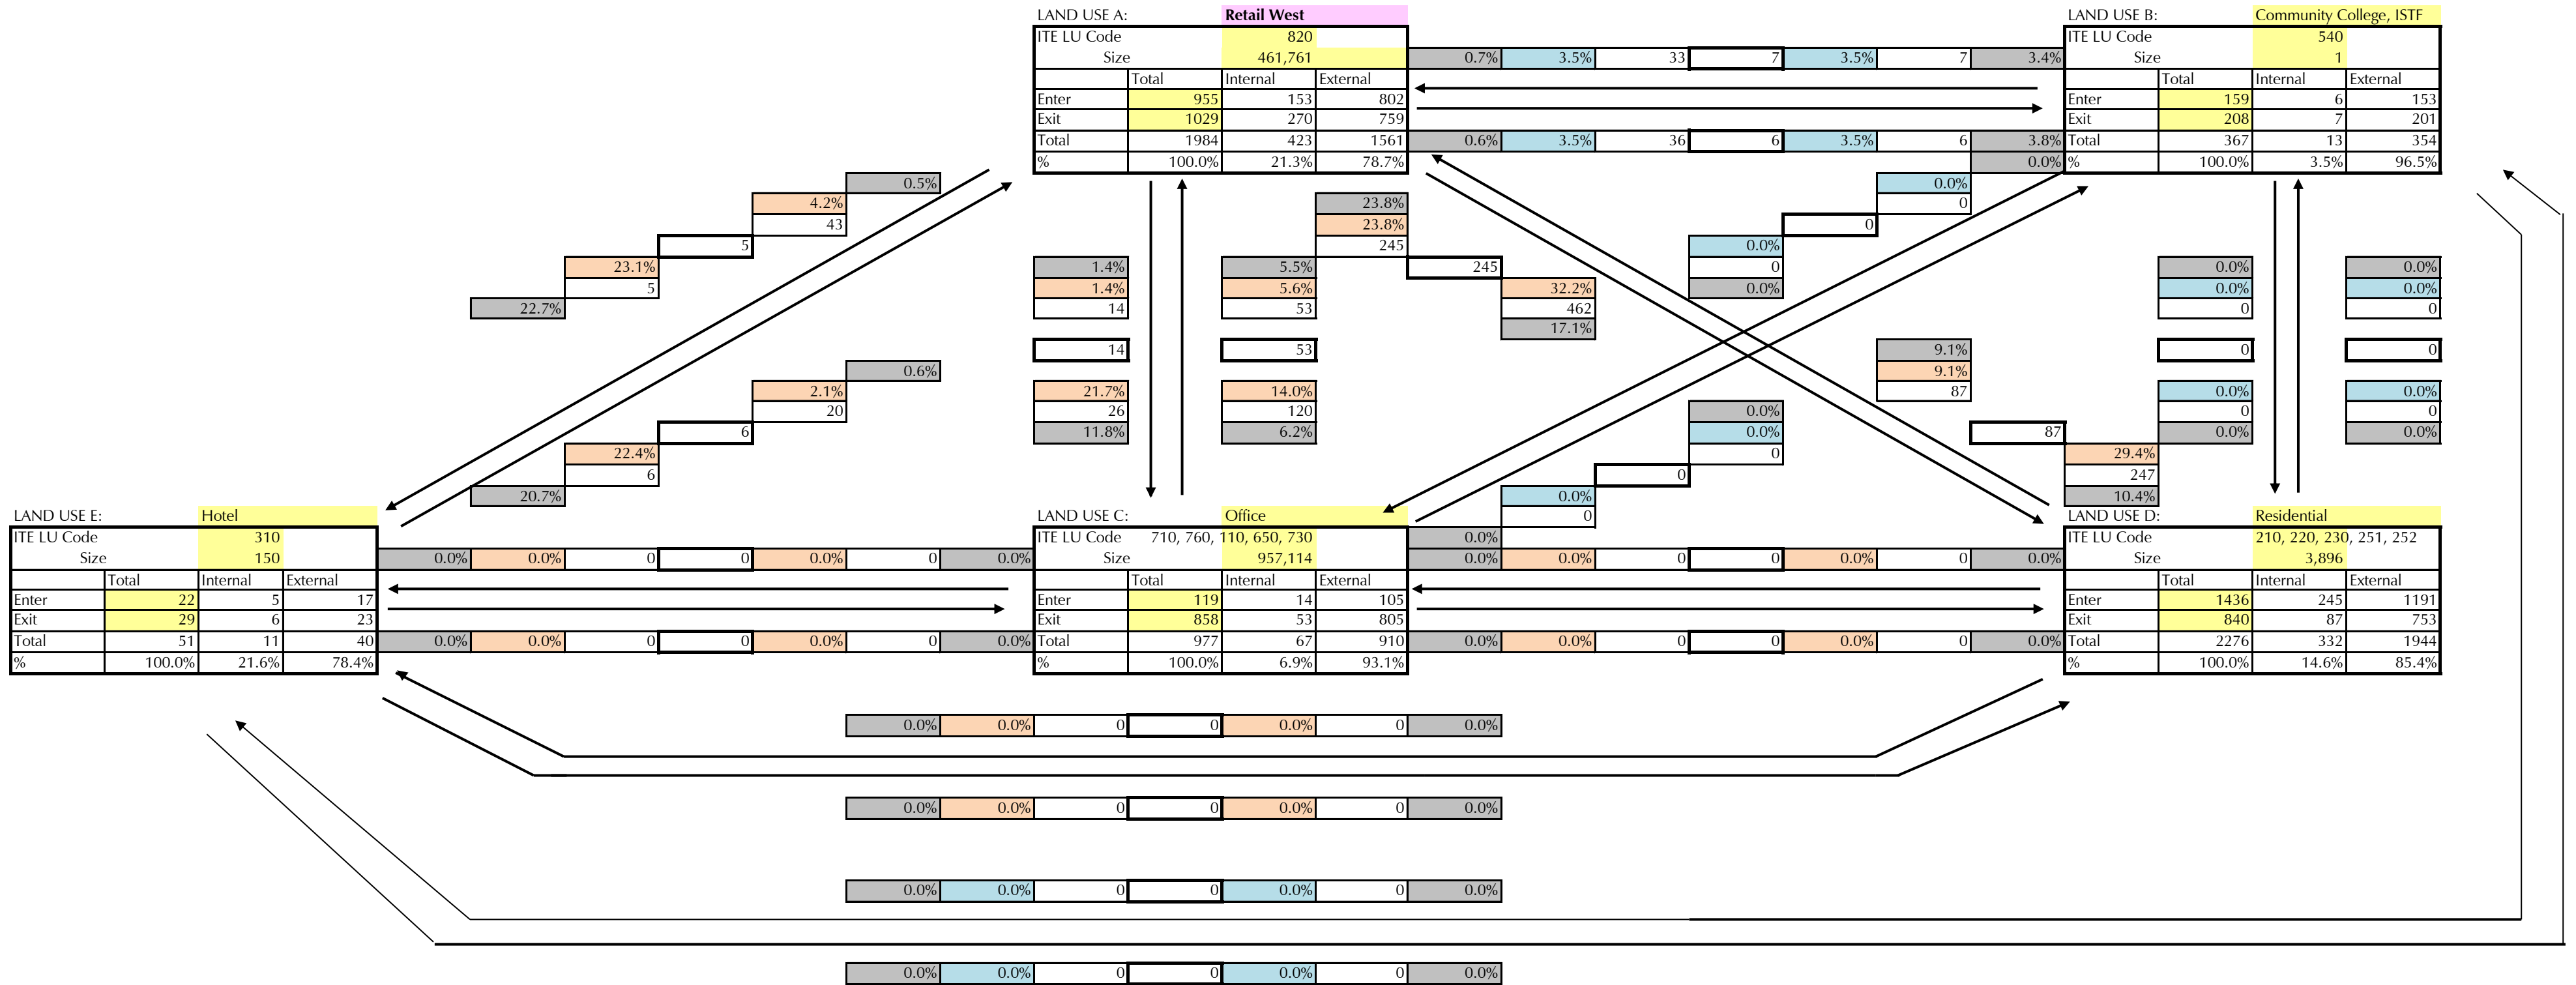 LAND USE A: Retail West LAND USE B: Community College, ISTF
ITE LU Code 820 ITE LU Code 540
Size 461,761 0.7% 3.5% 33 7 3.5% 7 3.4% Size 1
Total Internal External Total Internal External
Enter 955 153 802 Enter 159 6 153
Exit 1029 270 759 Exit 208 7 201
Total 1984 423 1561 0.6% 3.5% 36 6 3.5% 6 3.8% Total 367 13 354
% 100.0% 21.3% 78.7% 0.0% % 100.0% 3.5% 96.5%
0.5% 0.0%
4.2% 23.8% 0
43 23.8% 0
5 245 0.0%
23.1% 1.4% 5.5% 245 0 0.0% 0.0%
5 1.4% 5.6% 32.2% 0.0% 0.0% 0.0%
22.7% 14 53 462 0 0
17.1%
14 53 9.1% 0 0
0.6% 9.1%
2.1% 21.7% 14.0% 87 0.0% 0.0%
20 26 120 0.0% 0 0
6 11.8% 6.2% 0.0% 87 0.0% 0.0%
22.4% 0 29.4%
6 0 247
20.7% 0.0% 10.4%
LAND USE E: Hotel LAND USE C: Office 0 LAND USE D: Residential
ITE LU Code 310 ITE LU Code 710, 760, 110, 650, 730 0.0% ITE LU Code 210, 220, 230, 251, 252
Size 150 0.0% 0.0% 0 0 0.0% 0 0.0% Size 957,114 0.0% 0.0% 0 0 0.0% 0 0.0% Size 3,896
Total Internal External Total Internal External Total Internal External
Enter 22 5 17 Enter 119 14 105 Enter 1436 245 1191
Exit 29 6 23 Exit 858 53 805 Exit 840 87 753
Total 51 11 40 0.0% 0.0% 0 0 0.0% 0 0.0% Total 977 67 910 0.0% 0.0% 0 0 0.0% 0 0.0% Total 2276 332 1944
% 100.0% 21.6% 78.4% % 100.0% 6.9% 93.1% % 100.0% 14.6% 85.4%
0.0% 0.0% 0 0 0.0% 0 0.0%
0.0% 0.0% 0 0 0.0% 0 0.0%
0.0% 0.0% 0 0 0.0% 0 0.0%
0.0% 0.0% 0 0 0.0% 0 0.0%